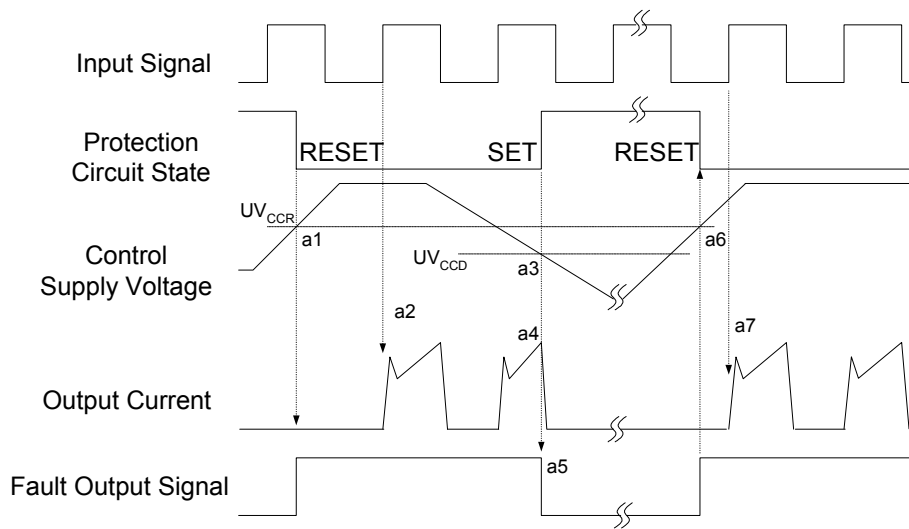 Input Signal
Protection
Circuit State
RESET
SET
RESET
UVCCR
a1
a6
Control
Supply Voltage
UVCCD
a3
a2
a4
a7
Output Current
a5
Fault Output Signal